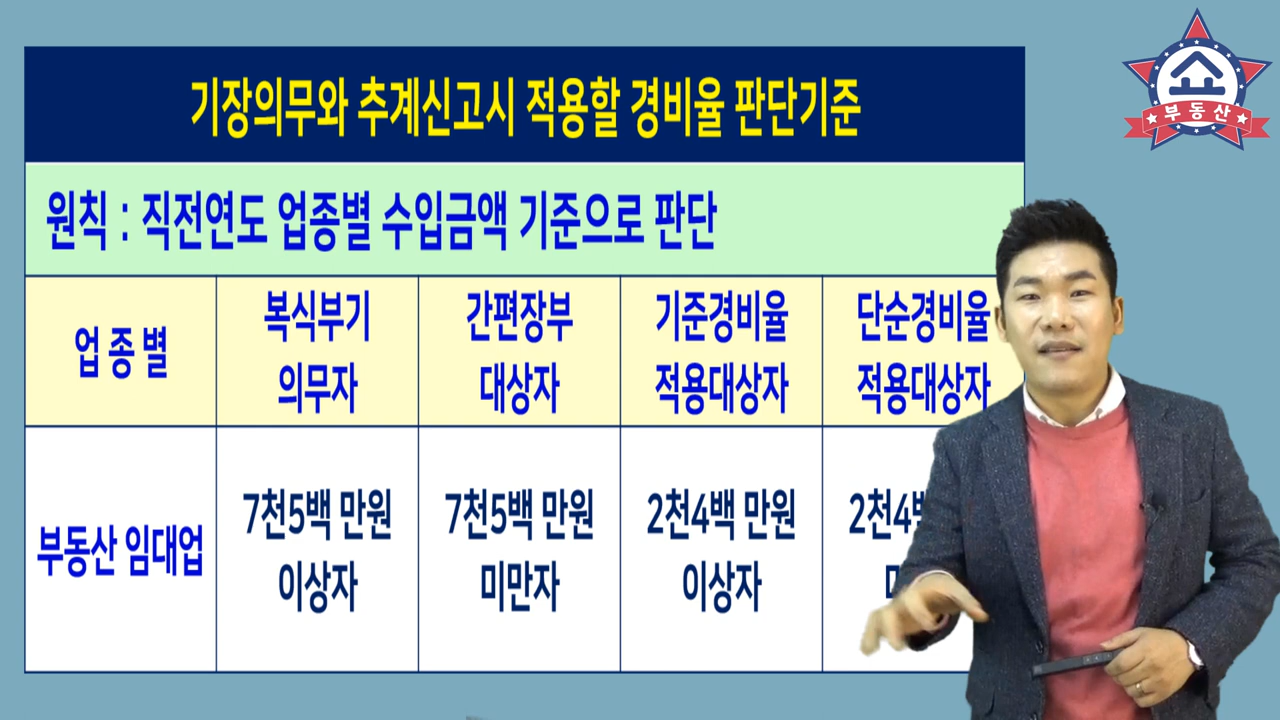 기장의무와 추계신고시 적용할 경비율 판단기준
부동산
원칙 : 직전연도 업종별 수입금액 기준으로 판단
업 종 별
복식부기
의무자
간편장부
대상자
기준경비율
적용대상자
단순경비율
적용대상자
부동산 임대업
7천5백 만원
이상자
7천5백 만원
미만자
2천4백 만원
이상자